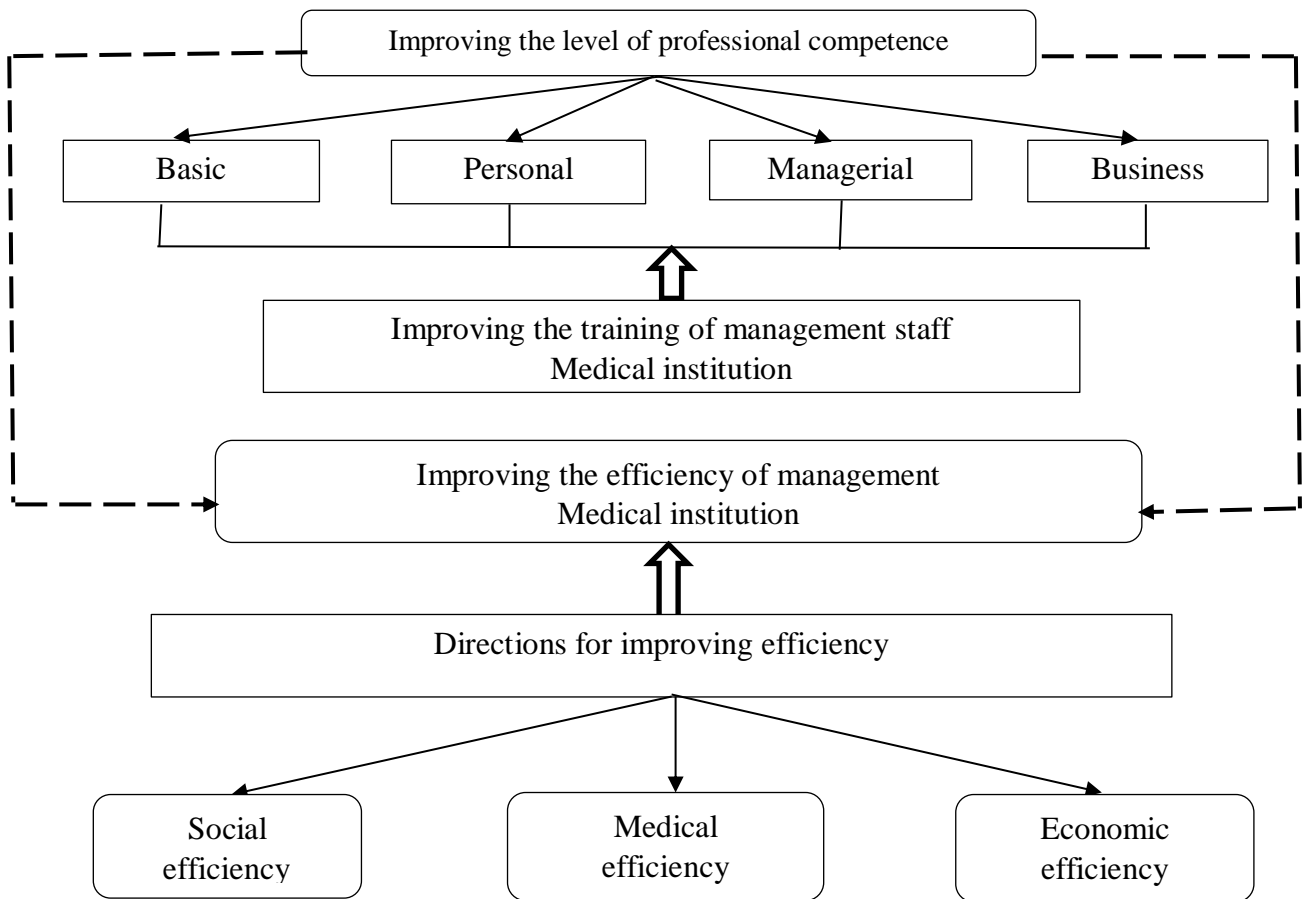 Improving the level of professional competence
Basic
Personal
Managerial
Business
Improving the training of management staff
Medical institution
Improving the efficiency of management
Medical institution
Directions for improving efficiency
Social
efficiency
Medical
efficiency
Economic
efficiency